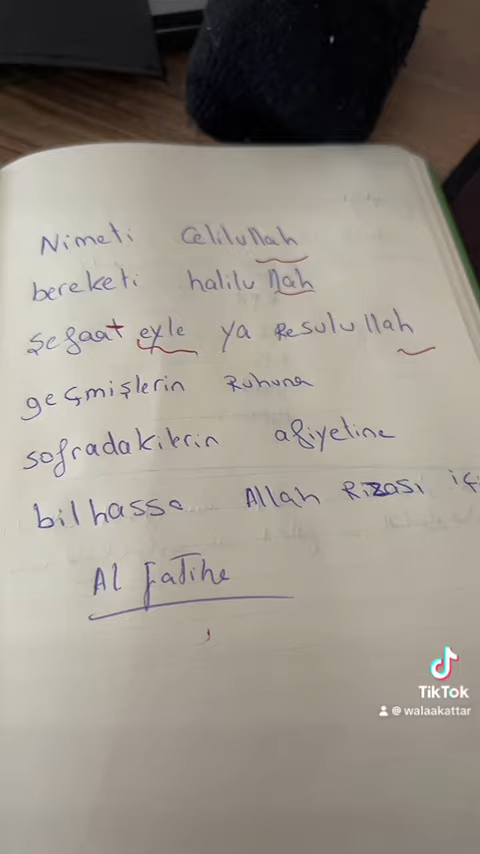 Nimeti Celilullah
bereketi halilullah
şefaat eyle ya Resulullah
geçmişlerin Ruhuna
sofradakilerin afiyetine
bilhassa Allah Rızası iç
Al fatihe
TikTok
@walaakattar